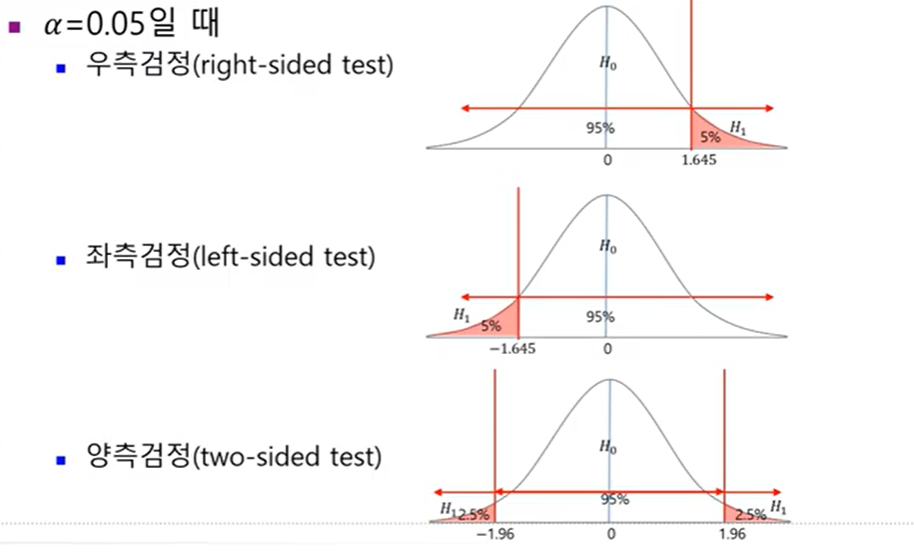 α=0.05일 때
우측검정(right-sided test)
H₀
95%
5%
H₁
0
1.645
좌측검정(left-sided test)
H₀
H₁
5%
95%
−1.645
0
양측검정(two-sided test)
H₀
95%
H₁
2.5%
2.5%
H₁
−1.96
0
1.96